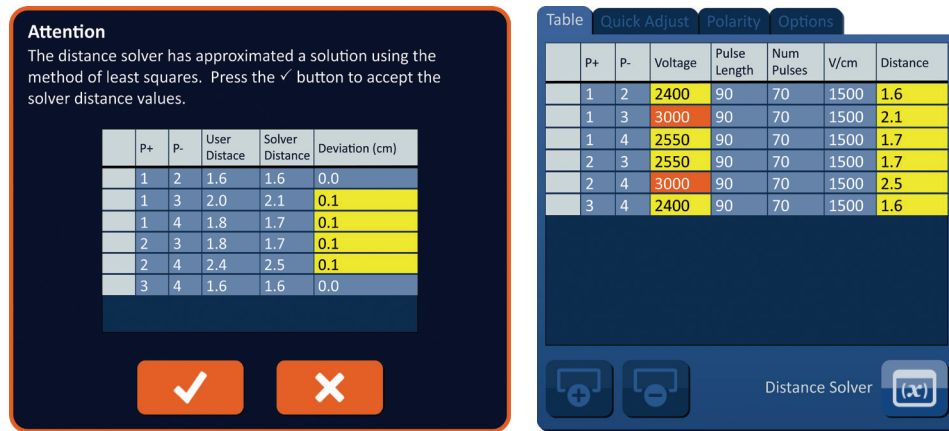 Attention
The distance solver has approximated a solution using the
method of least squares. Press the ✓ button to accept the
solver distance values.
P+ P- User Distace Solver Distance Deviation (cm)
1 2 1.6 1.6 0.0
1 3 2.0 2.1 0.1
1 4 1.8 1.7 0.1
2 3 1.8 1.7 0.1
2 4 2.4 2.5 0.1
3 4 1.6 1.6 0.0
Table Quick Adjust Polarity Options
P+ P- Voltage Pulse Length Num Pulses V/cm Distance
1 2 2400 90 70 1500 1.6
1 3 3000 90 70 1500 2.1
1 4 2550 90 70 1500 1.7
2 3 2550 90 70 1500 1.7
2 4 3000 90 70 1500 2.5
3 4 2400 90 70 1500 1.6
Distance Solver (x)